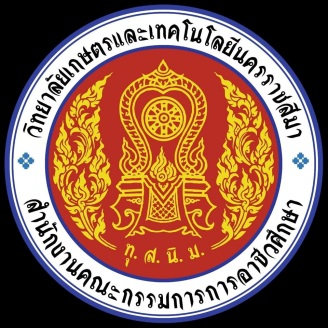 วิทยาลัยเกษตรและเทคโนโลยีนครราชสีมา
ทุ. ส. นิ. ม.
สำนักงานคณะกรรมการการอาชีวศึกษา